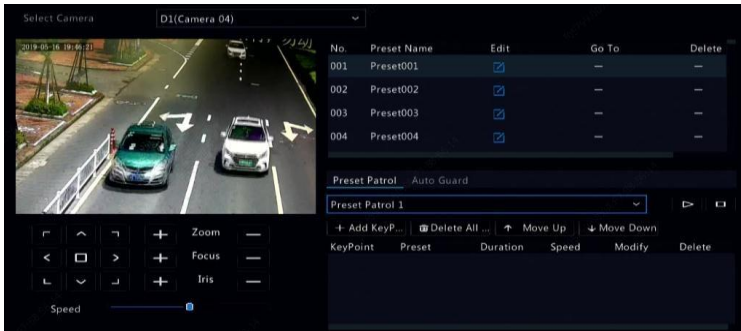 Select Camera
D1(Camera 04)
2019-05-16 19:46:21
No. Preset Name Edit Go To Delete
001 Preset001
002 Preset002
003 Preset003
004 Preset004
Preset Patrol Auto Guard
Preset Patrol 1
Add KeyP... Delete All ... Move Up Move Down
KeyPoint Preset Duration Speed Modify Delete
Zoom
Focus
Iris
Speed